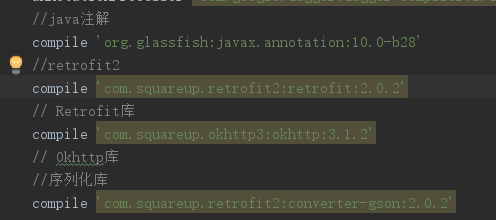 //java注解
compile 'org.glassfish:javax.annotation:10.0-b28'
//retrofit2
compile 'com.squareup.retrofit2:retrofit:2.0.2'
// Retrofit库
compile 'com.squareup.okhttp3:okhttp:3.1.2'
// Okhttp库
//序列化库
compile 'com.squareup.retrofit2:converter-gson:2.0.2'